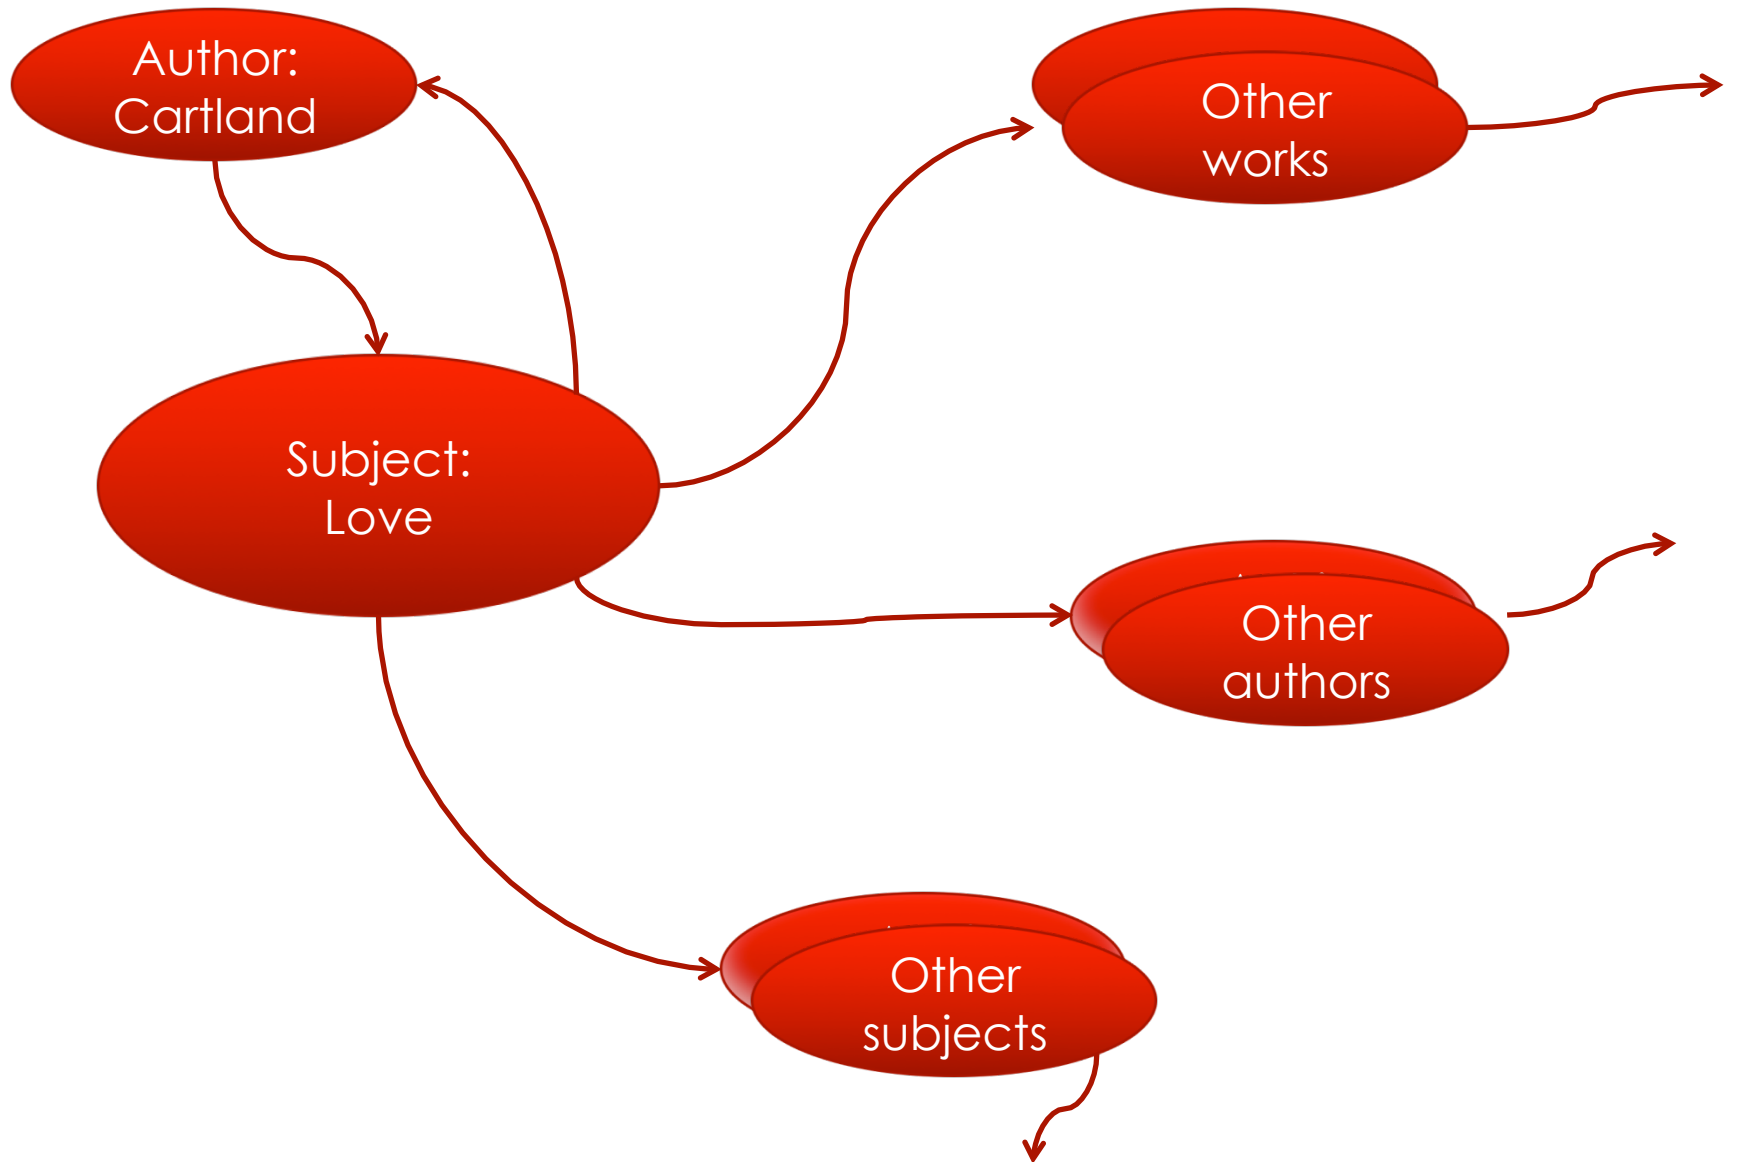 Author:
Cartland
Other
works
Subject:
Love
Other
authors
Other
subjects